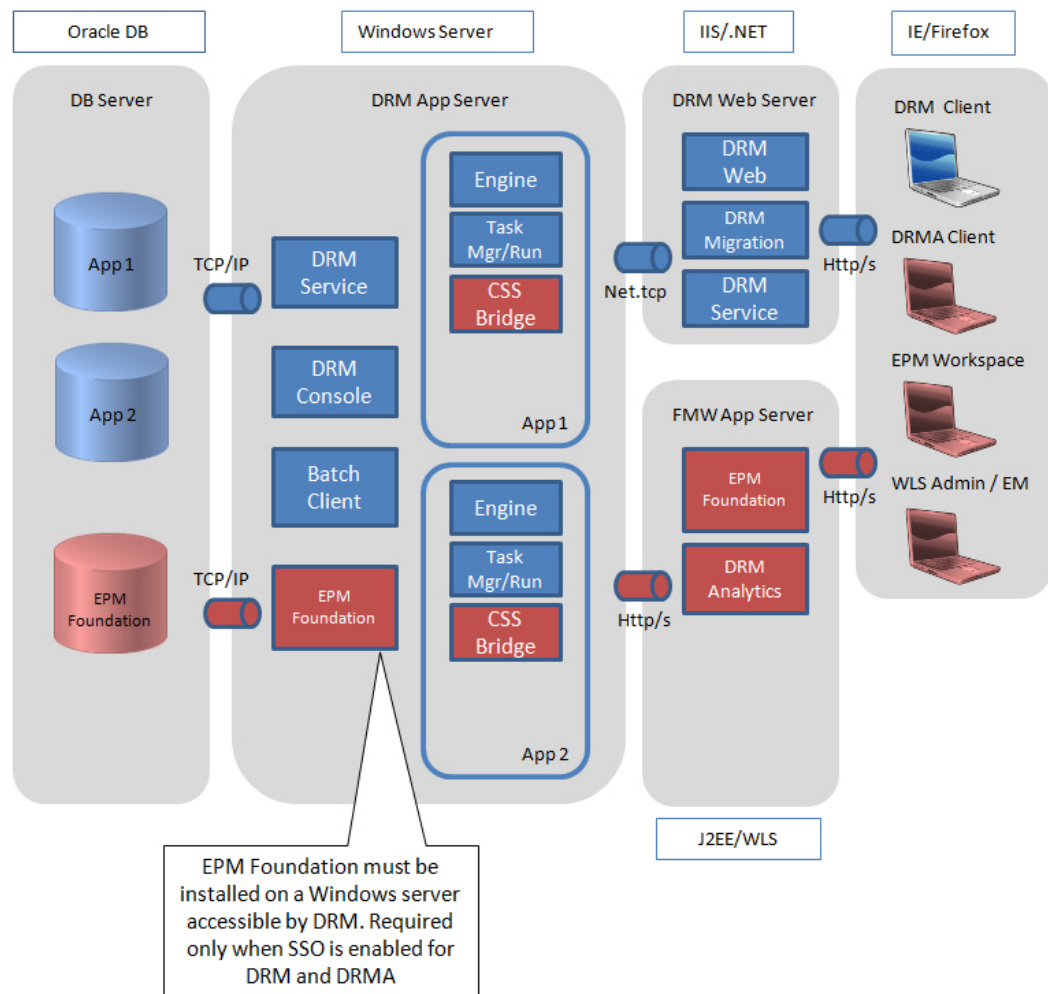 Oracle DB
Windows Server
IIS/.NET
IE/Firefox
DB Server
DRM App Server
DRM Web Server
DRM Client
App 1
App 2
EPM
Foundation
TCP/IP
TCP/IP
DRM
Service
DRM
Console
Batch
Client
EPM
Foundation
Engine
Task
Mgr/Run
CSS
Bridge
App 1
Engine
Task
Mgr/Run
CSS
Bridge
App 2
Net.tcp
Http/s
DRM
Web
DRM
Migration
DRM
Service
FMW App Server
EPM
Foundation
DRM
Analytics
Http/s
Http/s
DRMA Client
EPM Workspace
WLS Admin / EM
J2EE/WLS
EPM Foundation must be
installed on a Windows server
accessible by DRM. Required
only when SSO is enabled for
DRM and DRMA